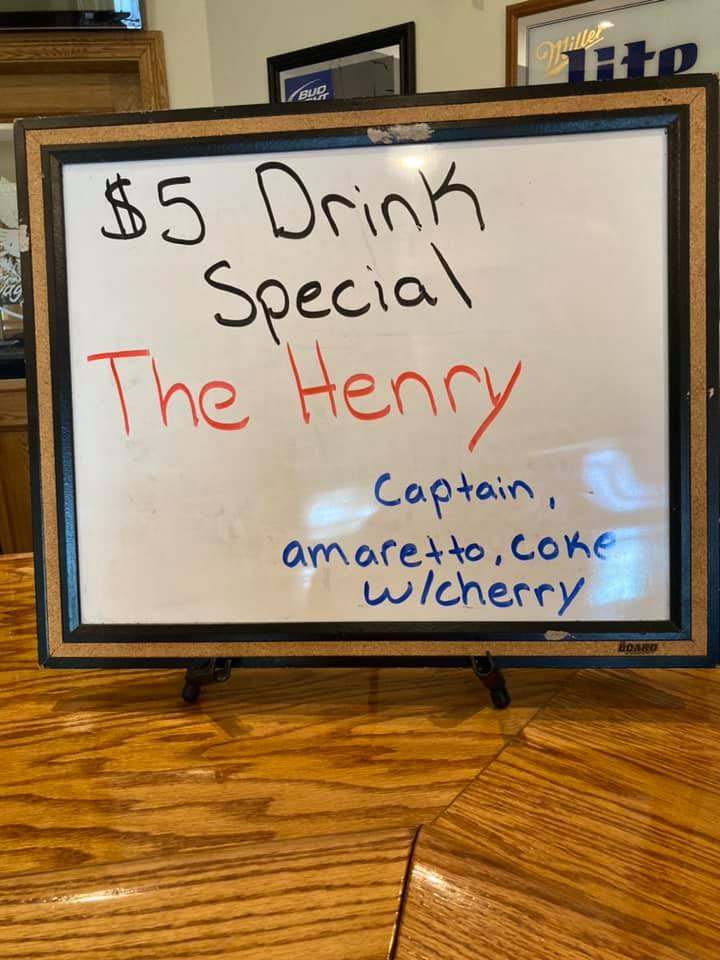 Miller
Lite
BUD
LIGHT
$5 Drink
Special
The Henry
Captain,
amaretto, coke
w/cherry
BOARD